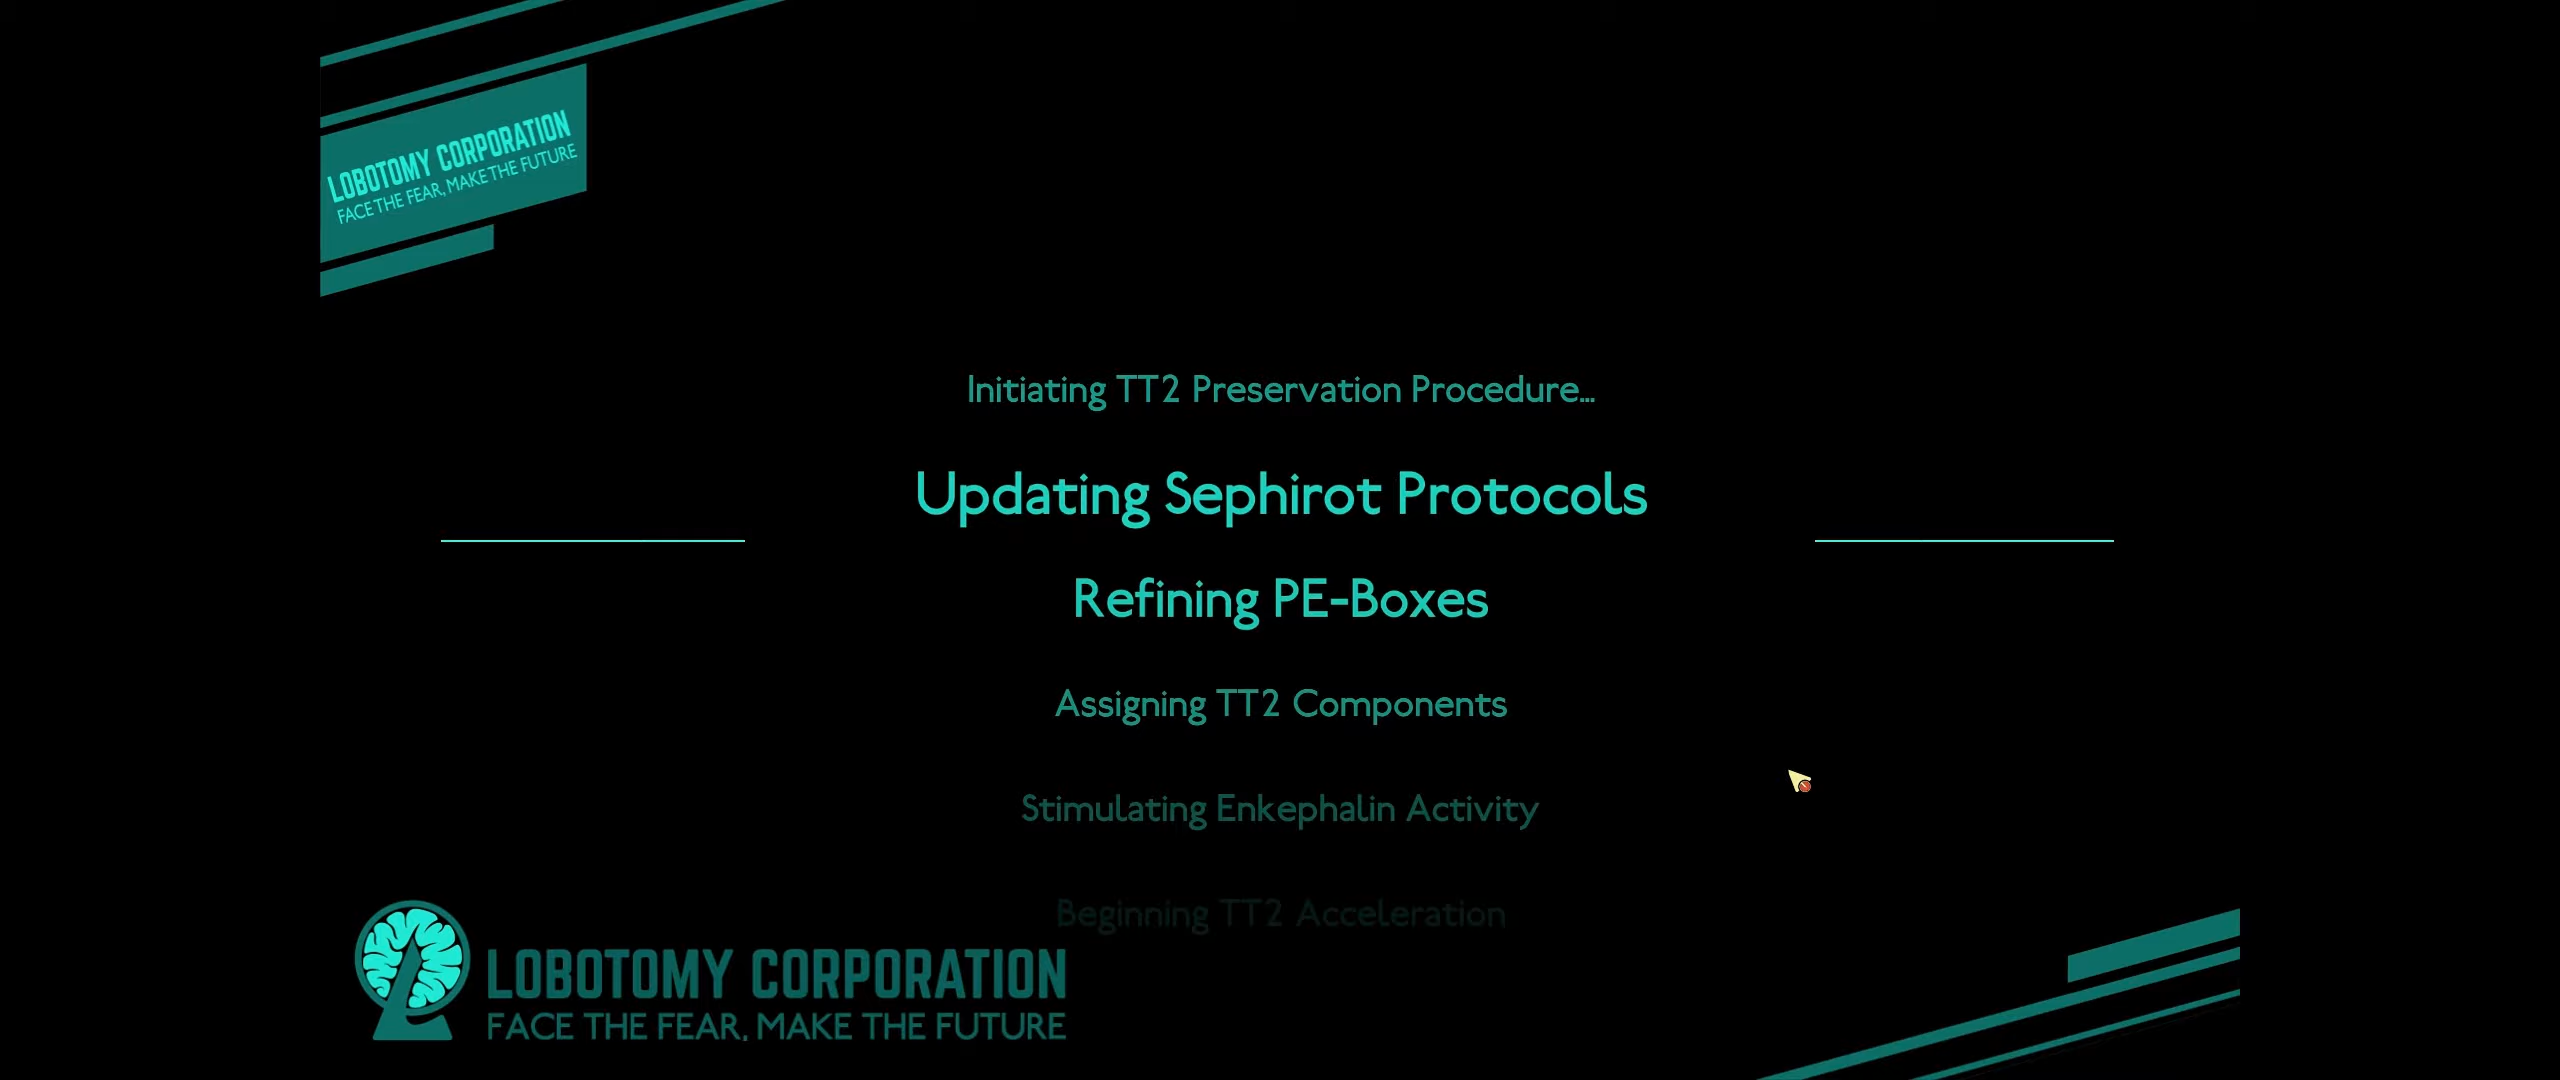 LOBOTOMY CORPORATION
FACE THE FEAR, MAKE THE FUTURE
Initiating TT2 Preservation Procedure...
Updating Sephirot Protocols
Refining PE-Boxes
Assigning TT2 Components
Stimulating Enkephalin Activity
Beginning TT2 Acceleration
LOBOTOMY CORPORATION
FACE THE FEAR, MAKE THE FUTURE